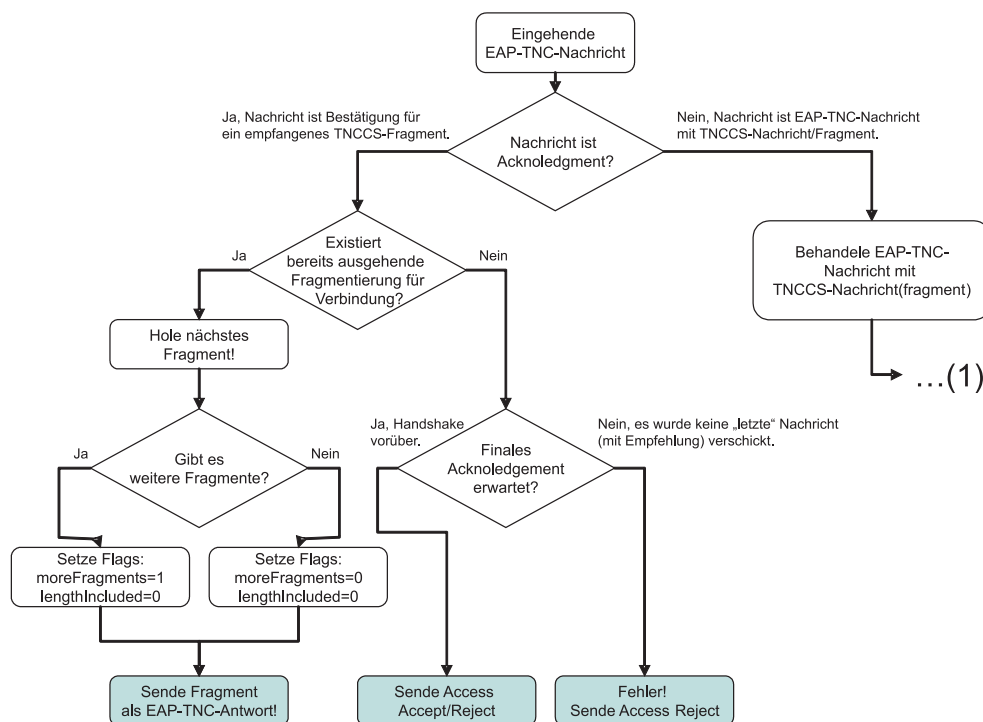 Eingehende
EAP-TNC-Nachricht
Ja, Nachricht ist Bestätigung für
ein empfangenes TNCCS-Fragment.
Nein, Nachricht ist EAP-TNC-Nachricht
mit TNCCS-Nachricht/Fragment.
Nachricht ist
Acknoledgment?
Existiert
bereits ausgehende
Fragmentierung für
Verbindung?
Ja
Nein
Behandele EAP-TNC-
Nachricht mit
TNCCS-Nachricht(fragment)
Hole nächstes
Fragment!
...(1)
Ja, Handshake
vorüber.
Nein, es wurde keine „letzte“ Nachricht
(mit Empfehlung) verschickt.
Ja
Nein
Gibt es
weitere Fragmente?
Finales
Acknoledgement
erwartet?
Setze Flags:
moreFragments=1
lengthIncluded=0
Setze Flags:
moreFragments=0
lengthIncluded=0
Sende Fragment
als EAP-TNC-Antwort!
Sende Access
Accept/Reject
Fehler!
Sende Access Reject